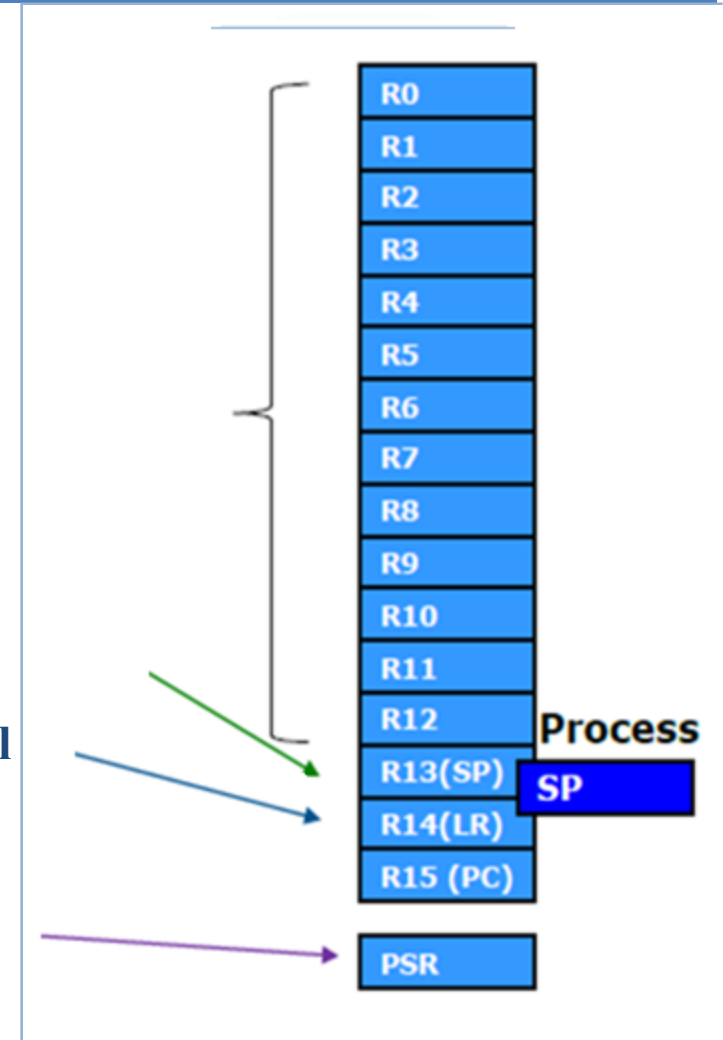 R0
R1
R2
R3
R4
R5
R6
R7
R8
R9
R10
R11
R12
Process
l
R13(SP)
SP
R14(LR)
R15 (PC)
PSR